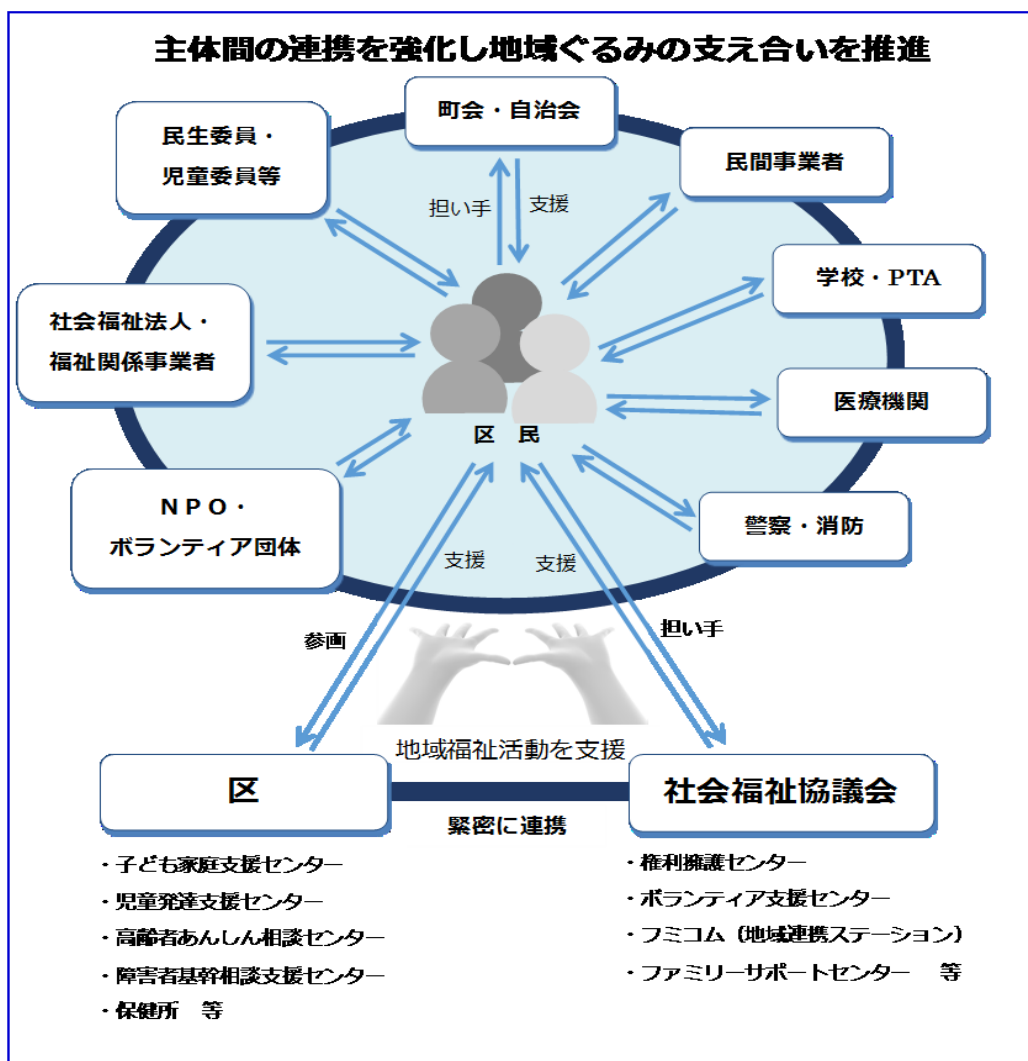 主体間の連携を強化し地域ぐるみの支え合いを推進
町会・自治会
民生委員・
児童委員等
民間事業者
担い手
支援
学校・PTA
社会福祉法人・
福祉関係事業者
医療機関
区　民
NPO・
ボランティア団体
警察・消防
支援
支援
参画
担い手
地域福祉活動を支援
区
社会福祉協議会
緊密に連携
・子ども家庭支援センター
・児童発達支援センター
・高齢者あんしん相談センター
・障害者基幹相談支援センター
・保健所　等
・権利擁護センター
・ボランティア支援センター
・フミコム（地域連携ステーション）
・ファミリーサポートセンター　等